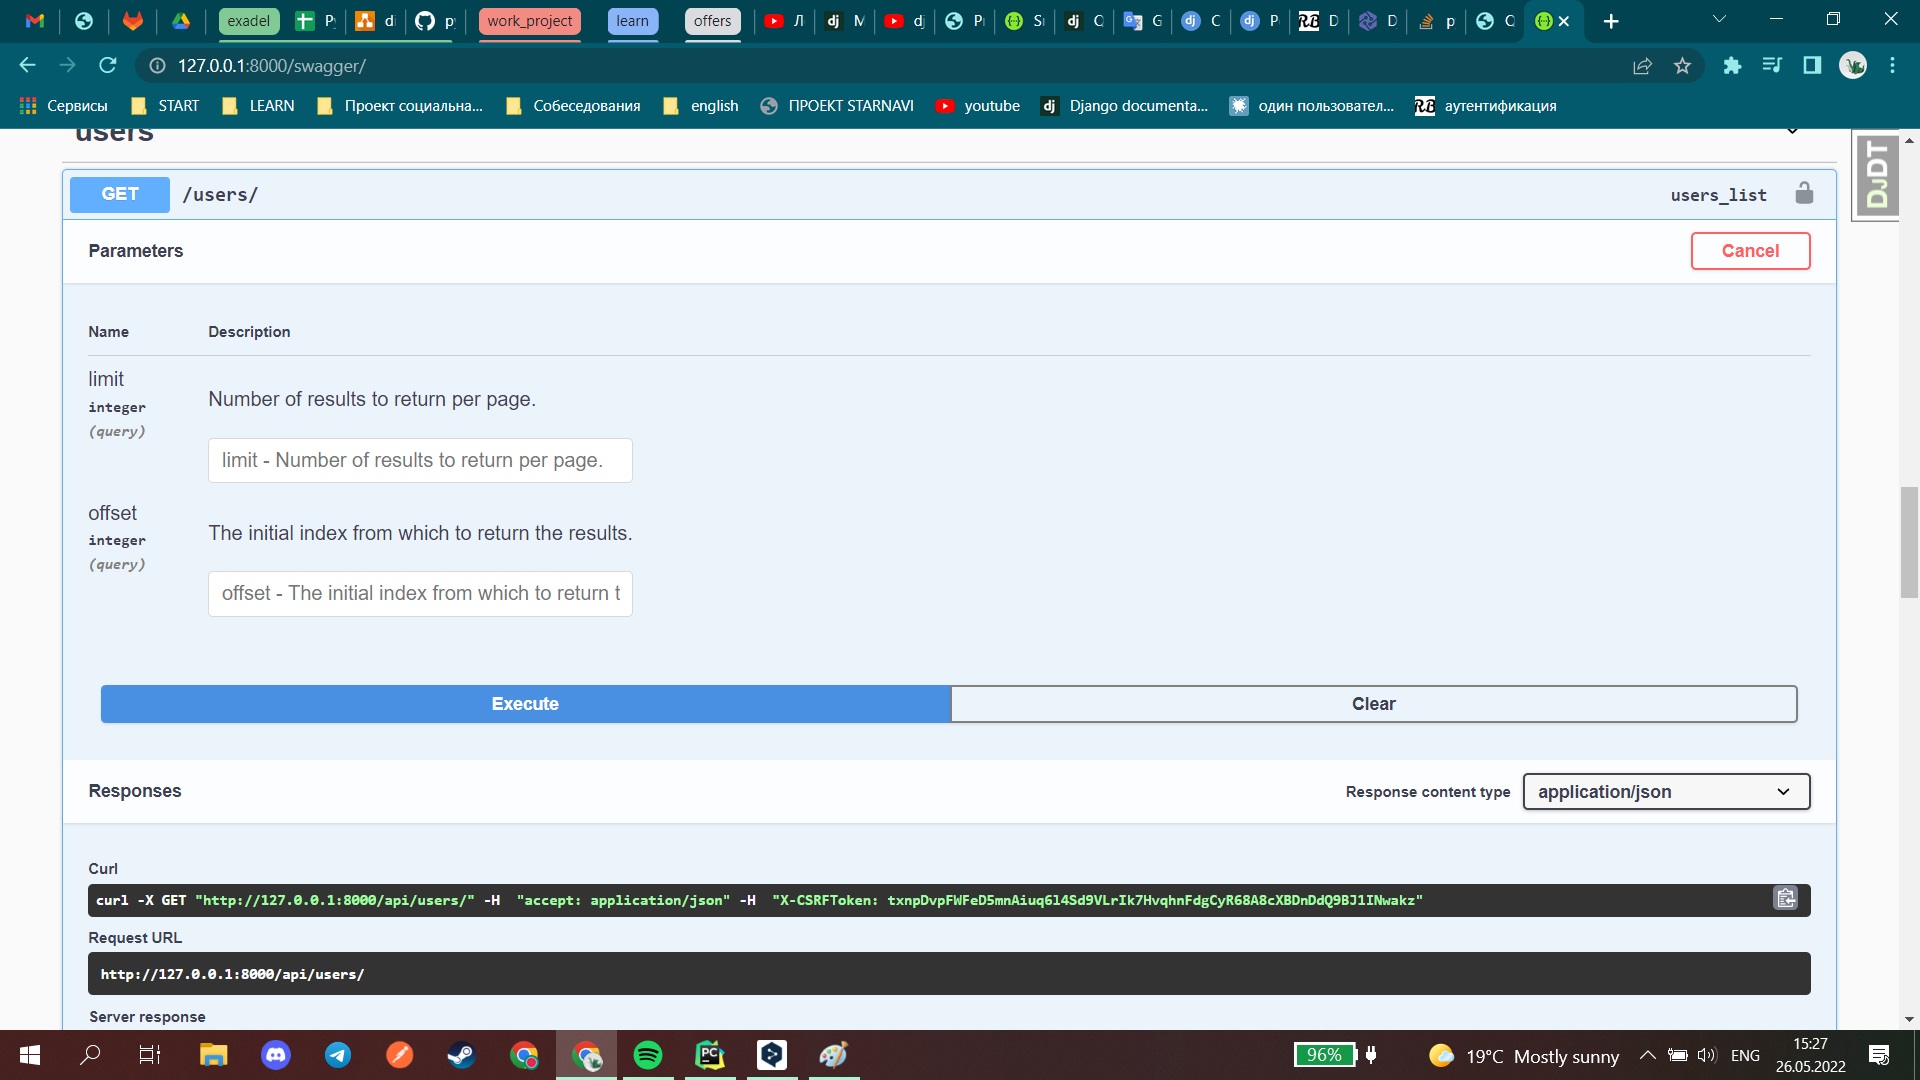 exadel
di
work_project
learn
offers
127.0.0.1:8000/swagger/
Сервисы
START
LEARN
Проект социальна...
Собеседования
english
ПРОЕКТ STARNAVI
youtube
Django documenta...
один пользовател...
аутентификация
users
DJDT
GET /users/ users_list
Parameters Cancel
Name Description
limit
integer
(query)
Number of results to return per page.
limit - Number of results to return per page.
offset
integer
(query)
The initial index from which to return the results.
offset - The initial index from which to return t
Execute Clear
Responses Response content type application/json
Curl
curl -X GET "http://127.0.0.1:8000/api/users/" -H  "accept: application/json" -H  "X-CSRFToken: txnpDvpFWFeD5mnAiuq6l4Sd9VLrIk7HvqhnFdgCyR68A8cXBDnDdQ9BJ1INwakz"
Request URL
http://127.0.0.1:8000/api/users/
Server response
96%
19°C Mostly sunny
ENG
15:27
26.05.2022